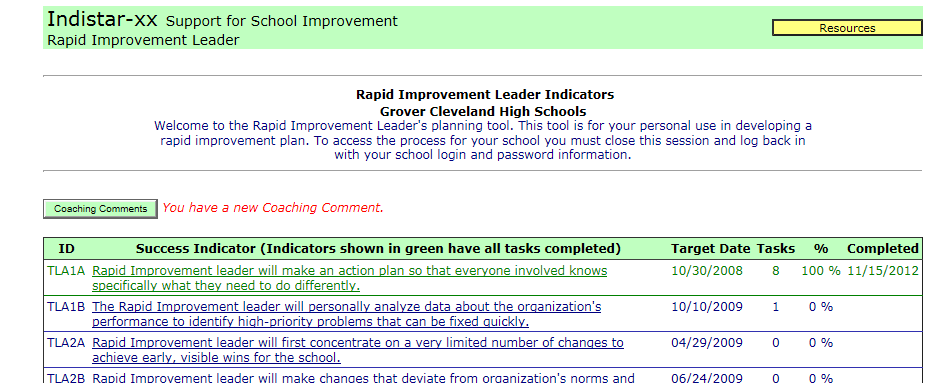 Indistar-xx Support for School Improvement
Rapid Improvement Leader
Resources
Rapid Improvement Leader Indicators
Grover Cleveland High Schools
Welcome to the Rapid Improvement Leader's planning tool. This tool is for your personal use in developing a
rapid improvement plan. To access the process for your school you must close this session and log back in
with your school login and password information.
Coaching Comments You have a new Coaching Comment.
ID Success Indicator (Indicators shown in green have all tasks completed) Target Date Tasks % Completed
TLA1A Rapid Improvement leader will make an action plan so that everyone involved knows 10/30/2008 8 100 % 11/15/2012
specifically what they need to do differently.
TLA1B The Rapid Improvement leader will personally analyze data about the organization's 10/10/2009 1 0 %
performance to identify high-priority problems that can be fixed quickly.
TLA2A Rapid Improvement leader will first concentrate on a very limited number of changes to 04/29/2009 0 0 %
achieve early, visible wins for the school.
TLA2B Rapid Improvement leader will make changes that deviate from organization's norms and 06/24/2009 0 0 %